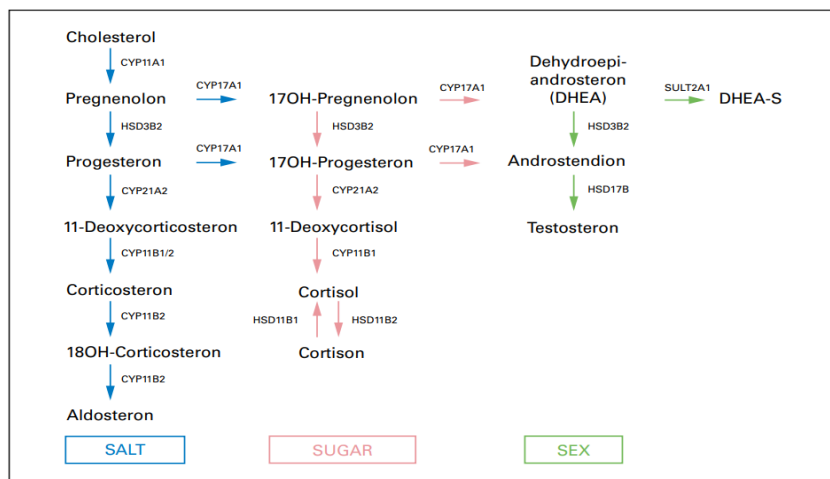 Cholesterol
CYP11A1
Pregnenolon
CYP17A1
17OH-Pregnenolon
CYP17A1
Dehydroepi-
androsteron
(DHEA)
SULT2A1
DHEA-S
HSD3B2
HSD3B2
HSD3B2
Progesteron
CYP17A1
17OH-Progesteron
CYP17A1
Androstendion
CYP21A2
CYP21A2
HSD17B
11-Deoxycorticosteron
11-Deoxycortisol
Testosteron
CYP11B1/2
CYP11B1
Corticosteron
Cortisol
CYP11B2
HSD11B1
HSD11B2
18OH-Corticosteron
Cortison
CYP11B2
Aldosteron
SALT
SUGAR
SEX